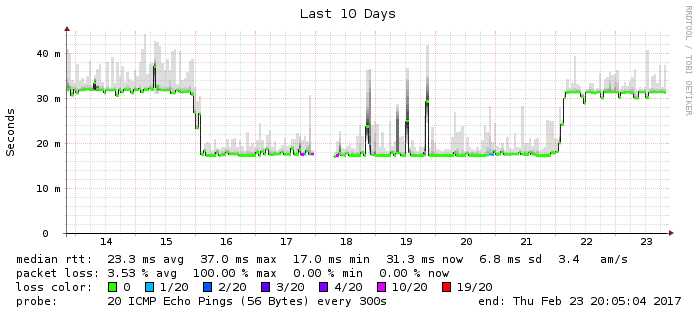 Last 10 Days
RRDTOOL / TOBI OETIKER
Seconds
40 m
30 m
20 m
10 m
0
14 15 16 17 18 19 20 21 22 23
median rtt: 23.3 ms avg 37.0 ms max 17.0 ms min 31.3 ms now 6.8 ms sd 3.4 am/s
packet loss: 3.53 % avg 100.00 % max 0.00 % min 0.00 % now
loss color: 0 1/20 2/20 3/20 4/20 10/20 19/20
probe: 20 ICMP Echo Pings (56 Bytes) every 300s end: Thu Feb 23 20:05:04 2017